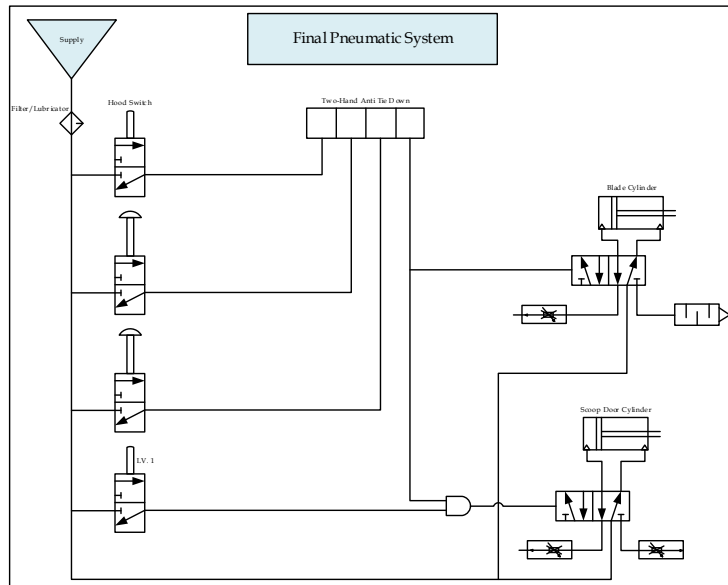 Supply
Final Pneumatic System
Filter/Lubricator
Hood Switch
Two-Hand Anti Tie Down
Blade Cylinder
Scoop Door Cylinder
LV. 1